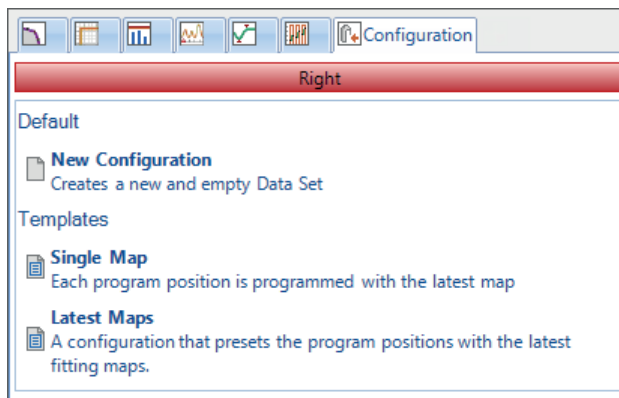 Configuration
Right
Default
New Configuration
Creates a new and empty Data Set
Templates
Single Map
Each program position is programmed with the latest map
Latest Maps
A configuration that presets the program positions with the latest
fitting maps.